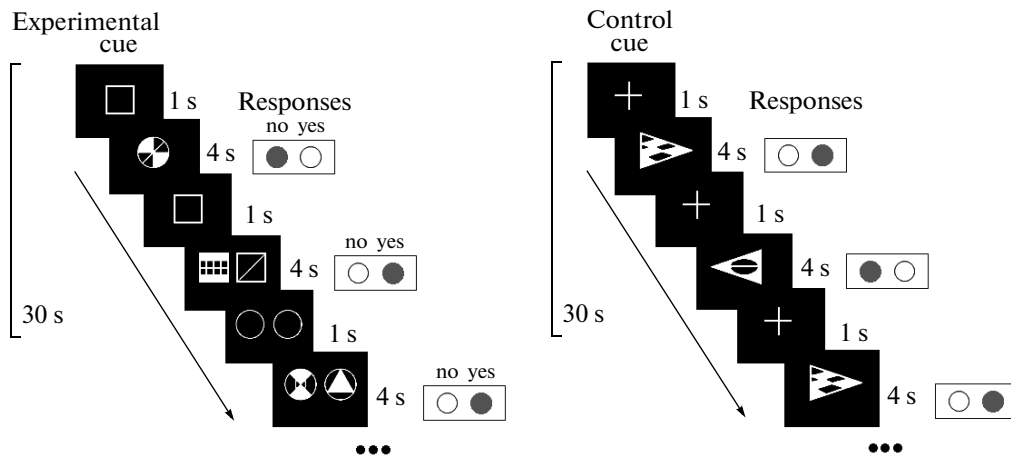 Experimental
cue
1 s
Responses
no yes
4 s
1 s
no yes
4 s
30 s
1 s
no yes
4 s
•••
Control
cue
1 s
Responses
4 s
1 s
4 s
30 s
1 s
4 s
•••